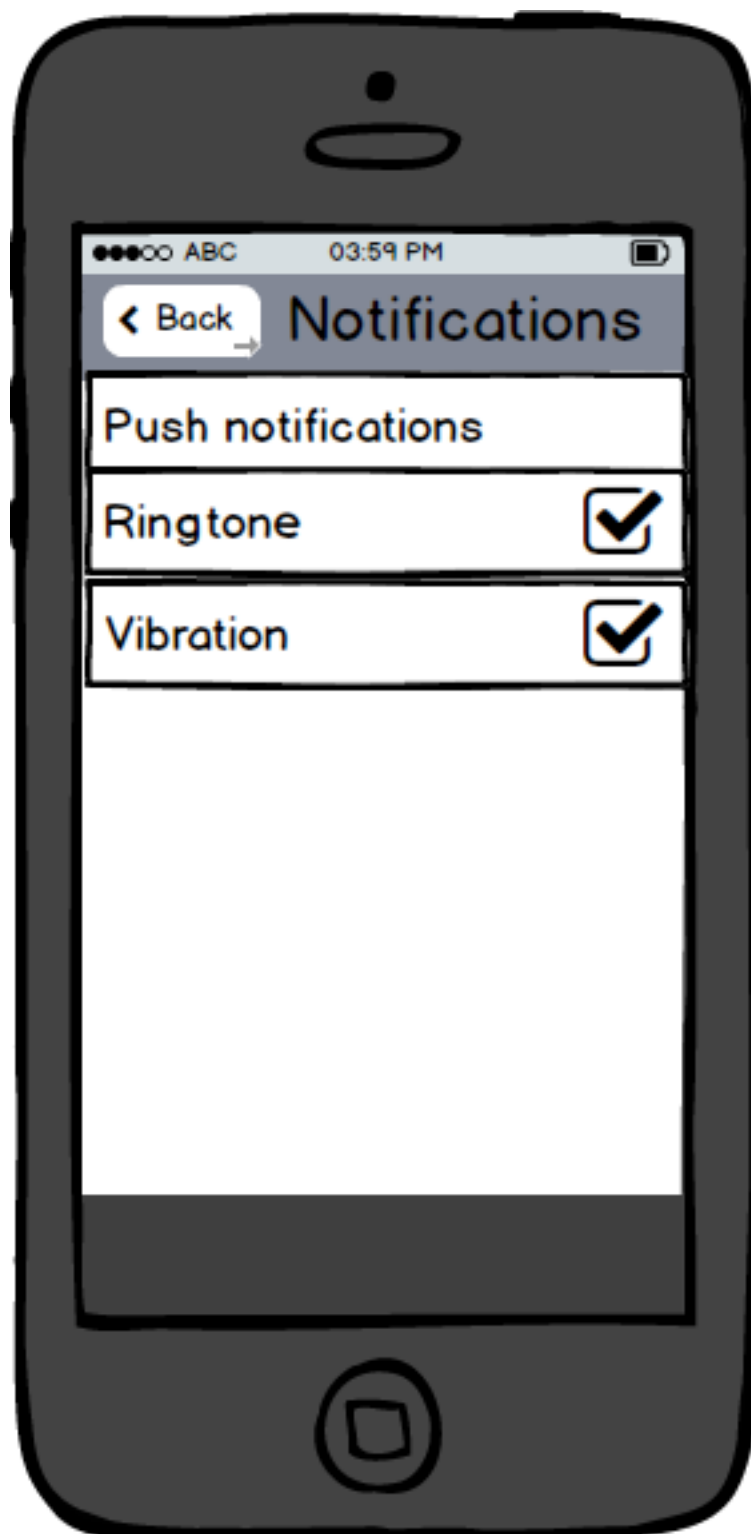 ABC 03:59 PM
Back Notifications
Push notifications
Ringtone
Vibration